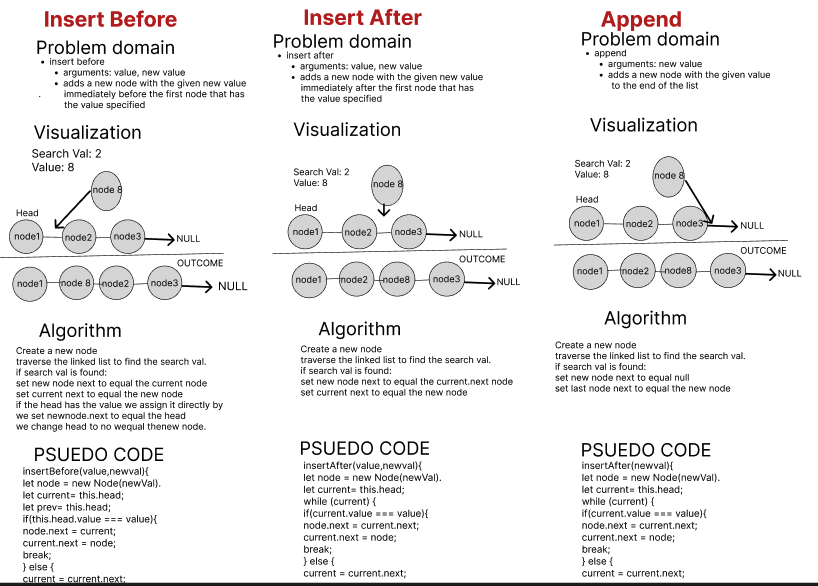 Insert Before
Problem domain
insert before
arguments: value, new value
adds a new node with the given new value
immediately before the first node that has
the value specified
Visualization
Search Val: 2
Value: 8
node 8
Head
node1
node2
node3
NULL
OUTCOME
node1
node 8
node2
node3
NULL
Algorithm
Create a new node
traverse the linked list to find the search val.
if search val is found:
set new node next to equal the current node
set current next to equal the new node
if the head has the value we assign it directly by
we set newnode.next to equal the head
we change head to no wequal thenew node.
PSUEDO CODE
insertBefore(value,newval){
let node = new Node(newVal).
let current= this.head;
let prev= this.head;
if(this.head.value === value){
node.next = current;
current.next = node;
break;
} else {
current = current.next;
Insert After
Problem domain
insert after
arguments: value, new value
adds a new node with the given new value
immediately after the first node that has
the value specified
Visualization
Search Val: 2
Value: 8
node 8
Head
node1
node2
node3
NULL
OUTCOME
node1
node2
node8
node3
NULL
Algorithm
Create a new node
traverse the linked list to find the search val.
if search val is found:
set new node next to equal the current.next node
set current next to equal the new node
PSUEDO CODE
insertAfter(value,newval){
let node = new Node(newVal).
let current= this.head;
while (current) {
if(current.value === value){
node.next = current.next;
current.next = node;
break;
} else {
current = current.next;
Append
Problem domain
append
arguments: new value
adds a new node with the given value
to the end of the list
Visualization
Search Val: 2
Value: 8
node 8
Head
node1
node2
node3
NULL
OUTCOME
node1
node2
node8
node3
NULL
Algorithm
Create a new node
traverse the linked list to find the search val.
if search val is found:
set new node next to equal null
set last node next to equal the new node
PSUEDO CODE
insertAfter(newval){
let node = new Node(newVal).
let current= this.head;
while (current) {
if(current.value === value){
node.next = current.next;
current.next = node;
break;
} else {
current = current.next;